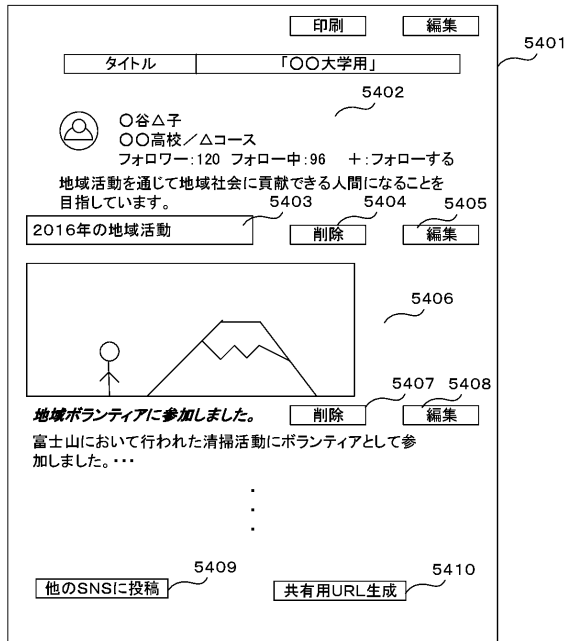 印刷 編集
5401
タイトル 「〇〇大学用」
5402
〇谷△子
〇〇高校／△コース
フォロワー：120 フォロー中：96 ＋：フォローする
地域活動を通じて地域社会に貢献できる人間になることを
目指しています。
5403 5404 5405
2016年の地域活動 削除 編集
5406
5407 5408
地域ボランティアに参加しました。 削除 編集
富士山において行われた清掃活動にボランティアとして参
加しました。・・・
・
・
・
5409 5410
他のSNSに投稿 共有用URL生成